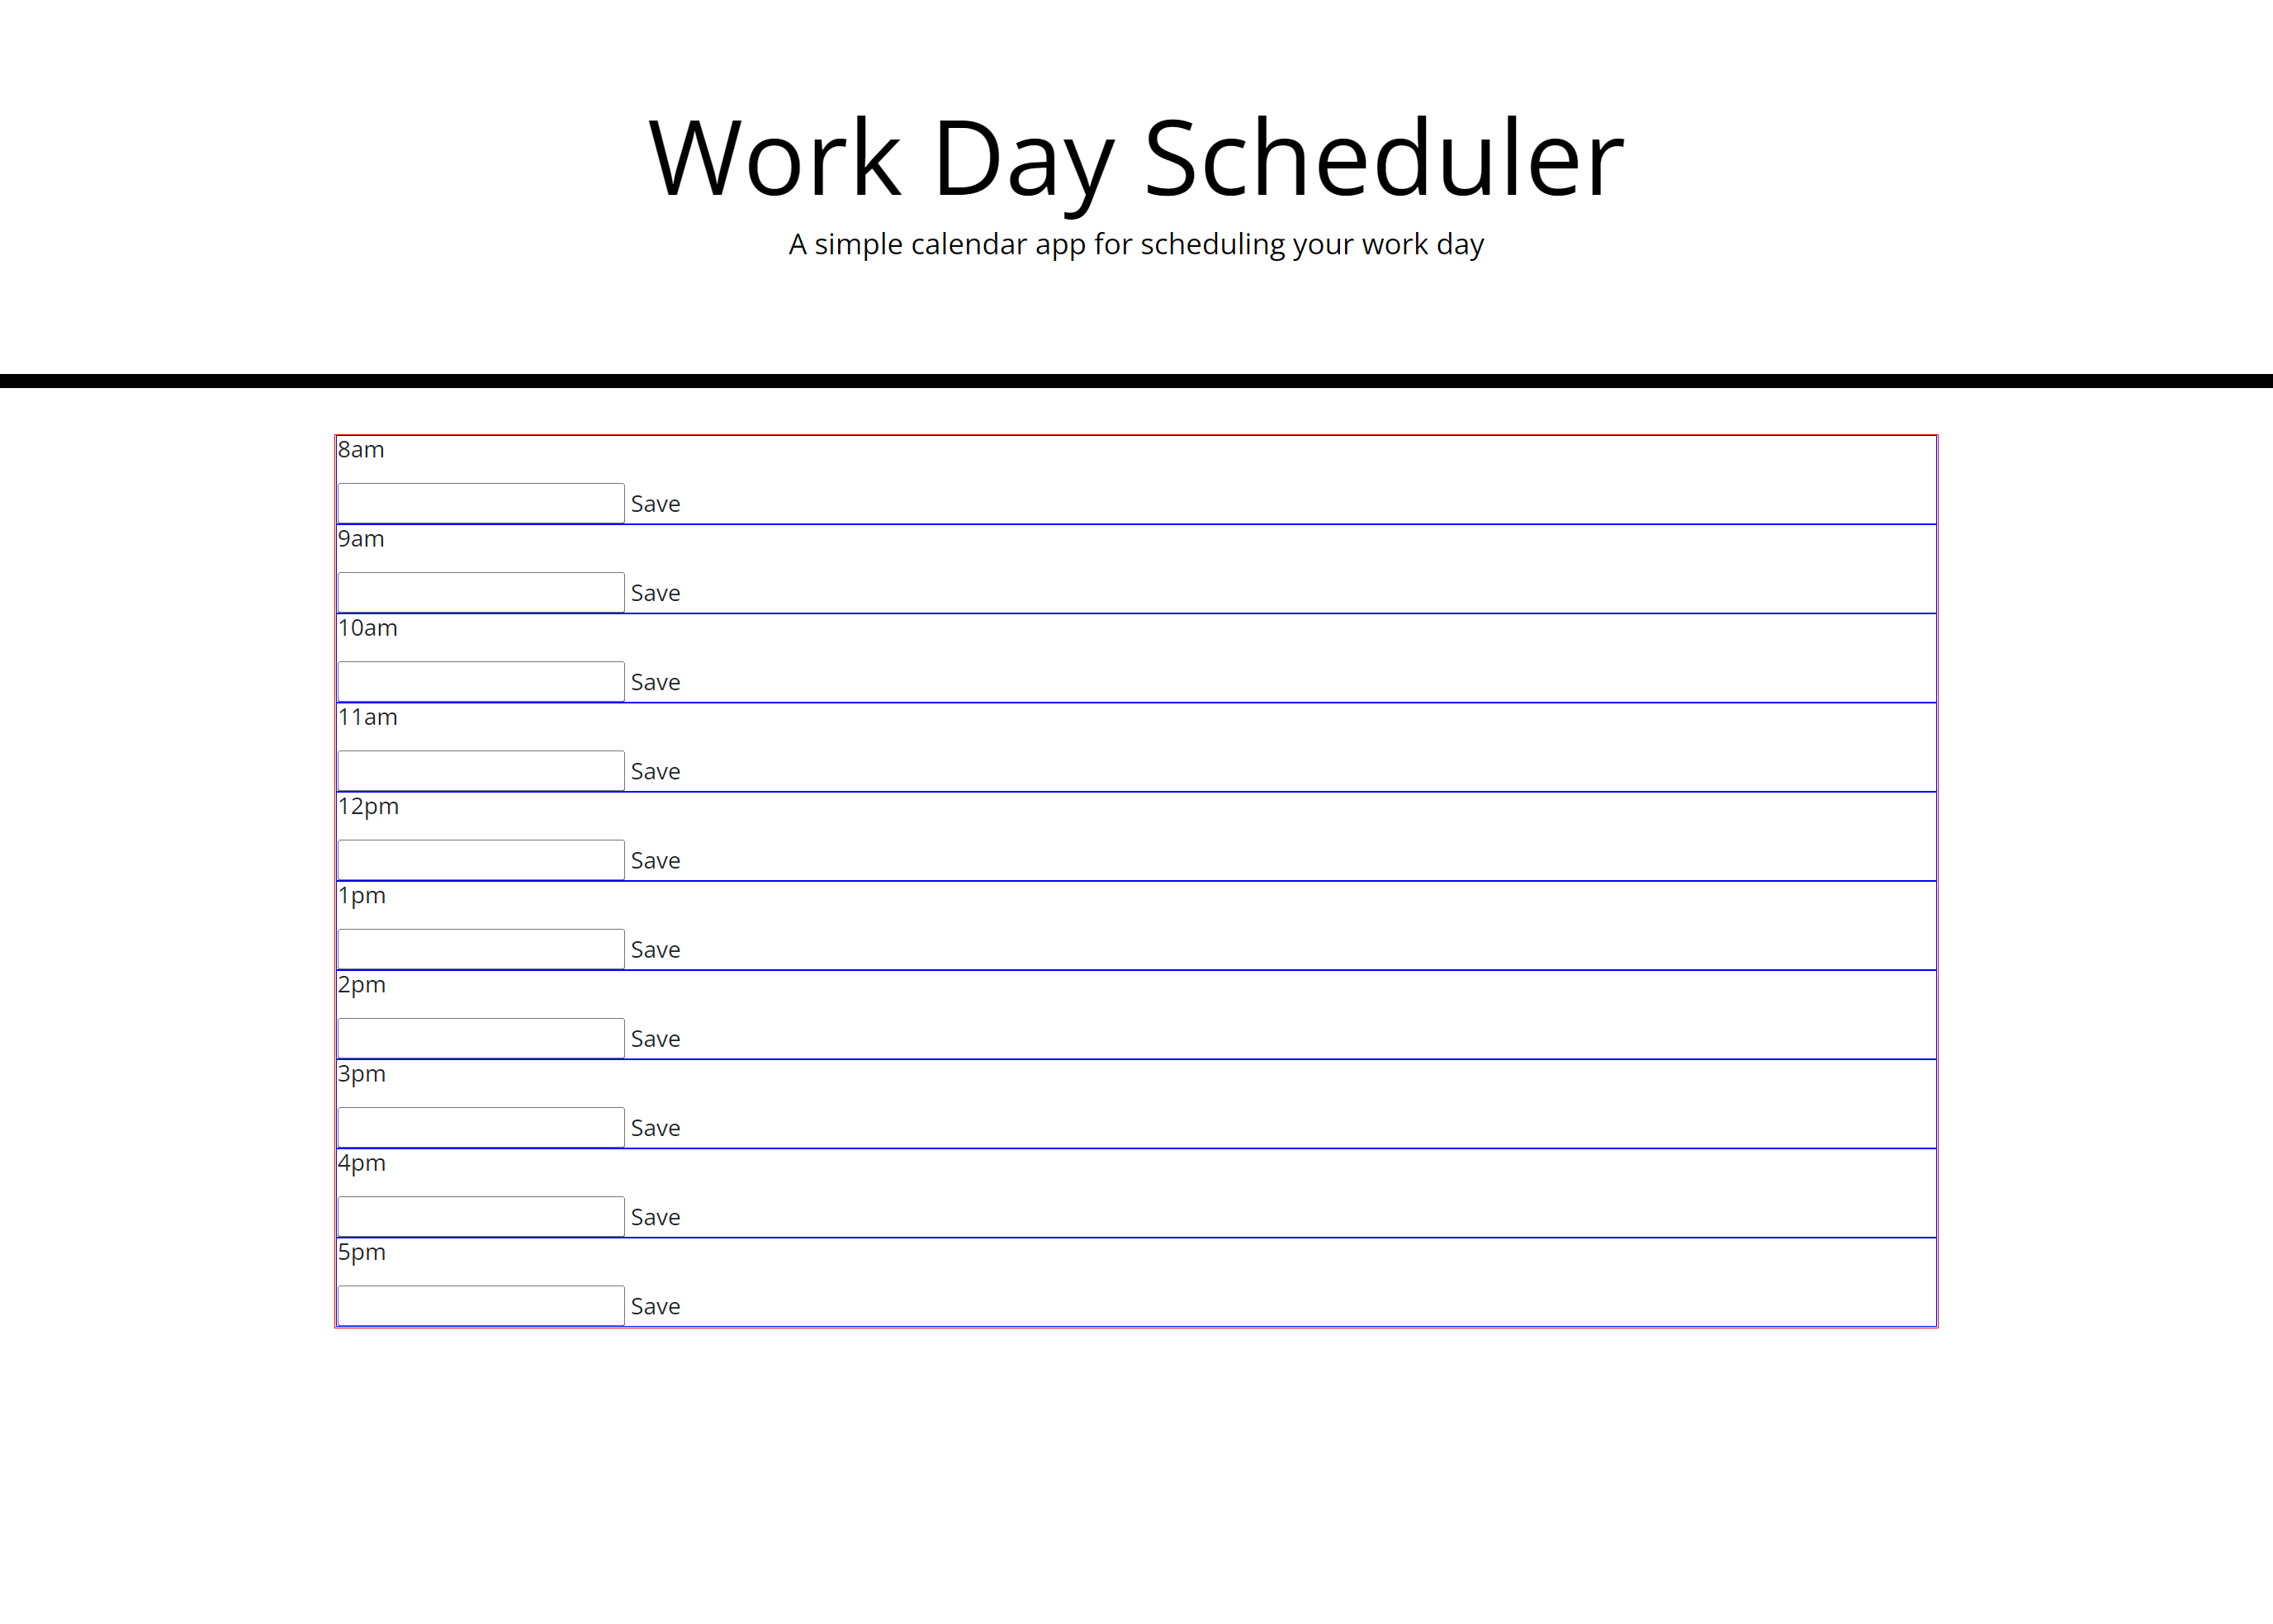 Work Day Scheduler
A simple calendar app for scheduling your work day
8am
Save
9am
Save
10am
Save
11am
Save
12pm
Save
1pm
Save
2pm
Save
3pm
Save
4pm
Save
5pm
Save